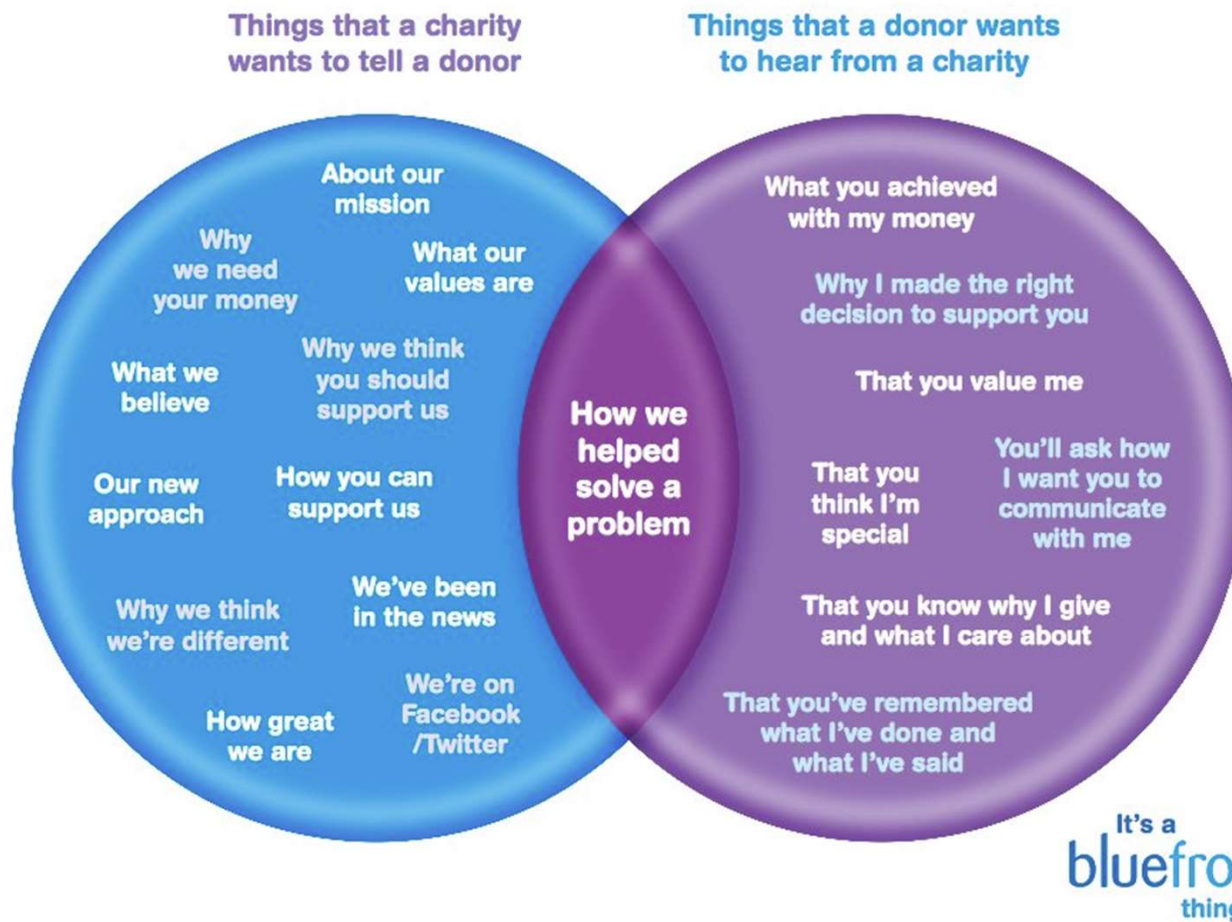 Things that a charity
wants to tell a donor
Things that a donor wants
to hear from a charity
About our
mission
Why
we need
your money
What our
values are
What we
believe
Why we think
you should
support us
Our new
approach
How you can
support us
Why we think
we're different
We've been
in the news
How great
we are
We're on
Facebook
/Twitter
How we
helped
solve a
problem
What you achieved
with my money
Why I made the right
decision to support you
That you value me
That you
think I'm
special
You'll ask how
I want you to
communicate
with me
That you know why I give
and what I care about
That you've remembered
what I've done and
what I've said
It's a
bluefro
thing